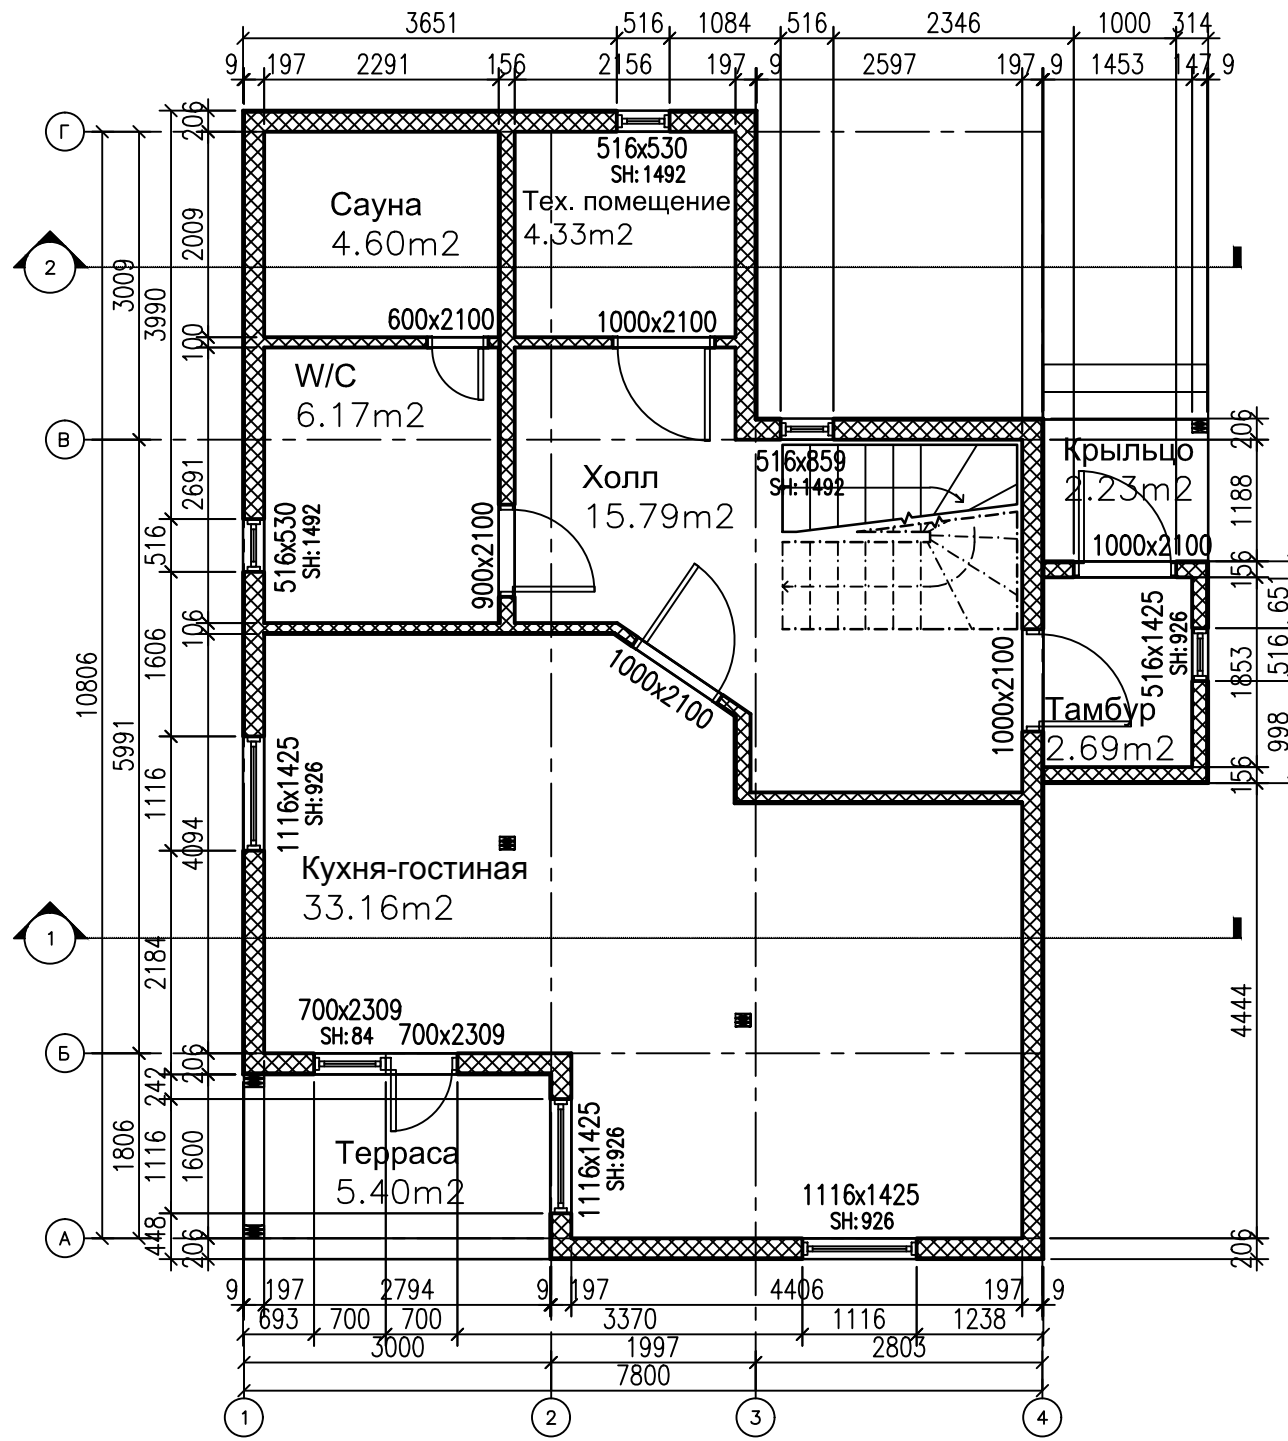 3651 516 1084 516 2346 1000 314
9 197 2291 156 2156 197 9 2597 197 9 1453 147 9
Г
516x530
SH:1492
206
206
Сауна
4.60m2
Тех. помещение
4.33m2
2009
2
3009
3990
600x2100
1000x2100
100
W/C
6.17m2
В
206
Крыльцо
2.23m2
516x859
SH:1492
Холл
15.79m2
2691
1188
516x530
SH:1492
900x2100
516
1000x2100
156
65
106
1606
1000x2100
1000x2100
516x1425
SH:926
1853
516
10806
5991
Тамбур
2.69m2
998
156
1116x1425
SH:926
1116
4094
Кухня-гостиная
33.16m2
1
2184
4444
700x2309
SH:84
700x2309
Б
206
242
1116x1425
SH:926
1806
1116
1600
Терраса
5.40m2
1116x1425
SH:926
А
448
206
206
9 197 2794 9 197 4406 197 9
693 700 700 3370 1116 1238
3000 1997 2803
7800
1 2 3 4